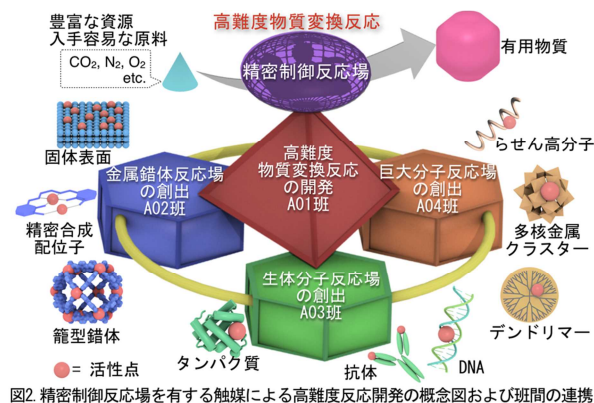 豊富な資源
入手容易な原料
CO2, N2, O2
etc.
高難度物質変換反応
精密制御反応場
有用物質
固体表面
らせん高分子
金属錯体反応場
の創出
A02班
高難度
物質変換反応
の開発
A01班
巨大分子反応場
の創出
A04班
精密合成
配位子
多核金属
クラスター
生体分子反応場
の創出
A03班
籠型錯体
デンドリマー
タンパク質
抗体
DNA
= 活性点
図2. 精密制御反応場を有する触媒による高難度反応開発の概念図および班間の連携